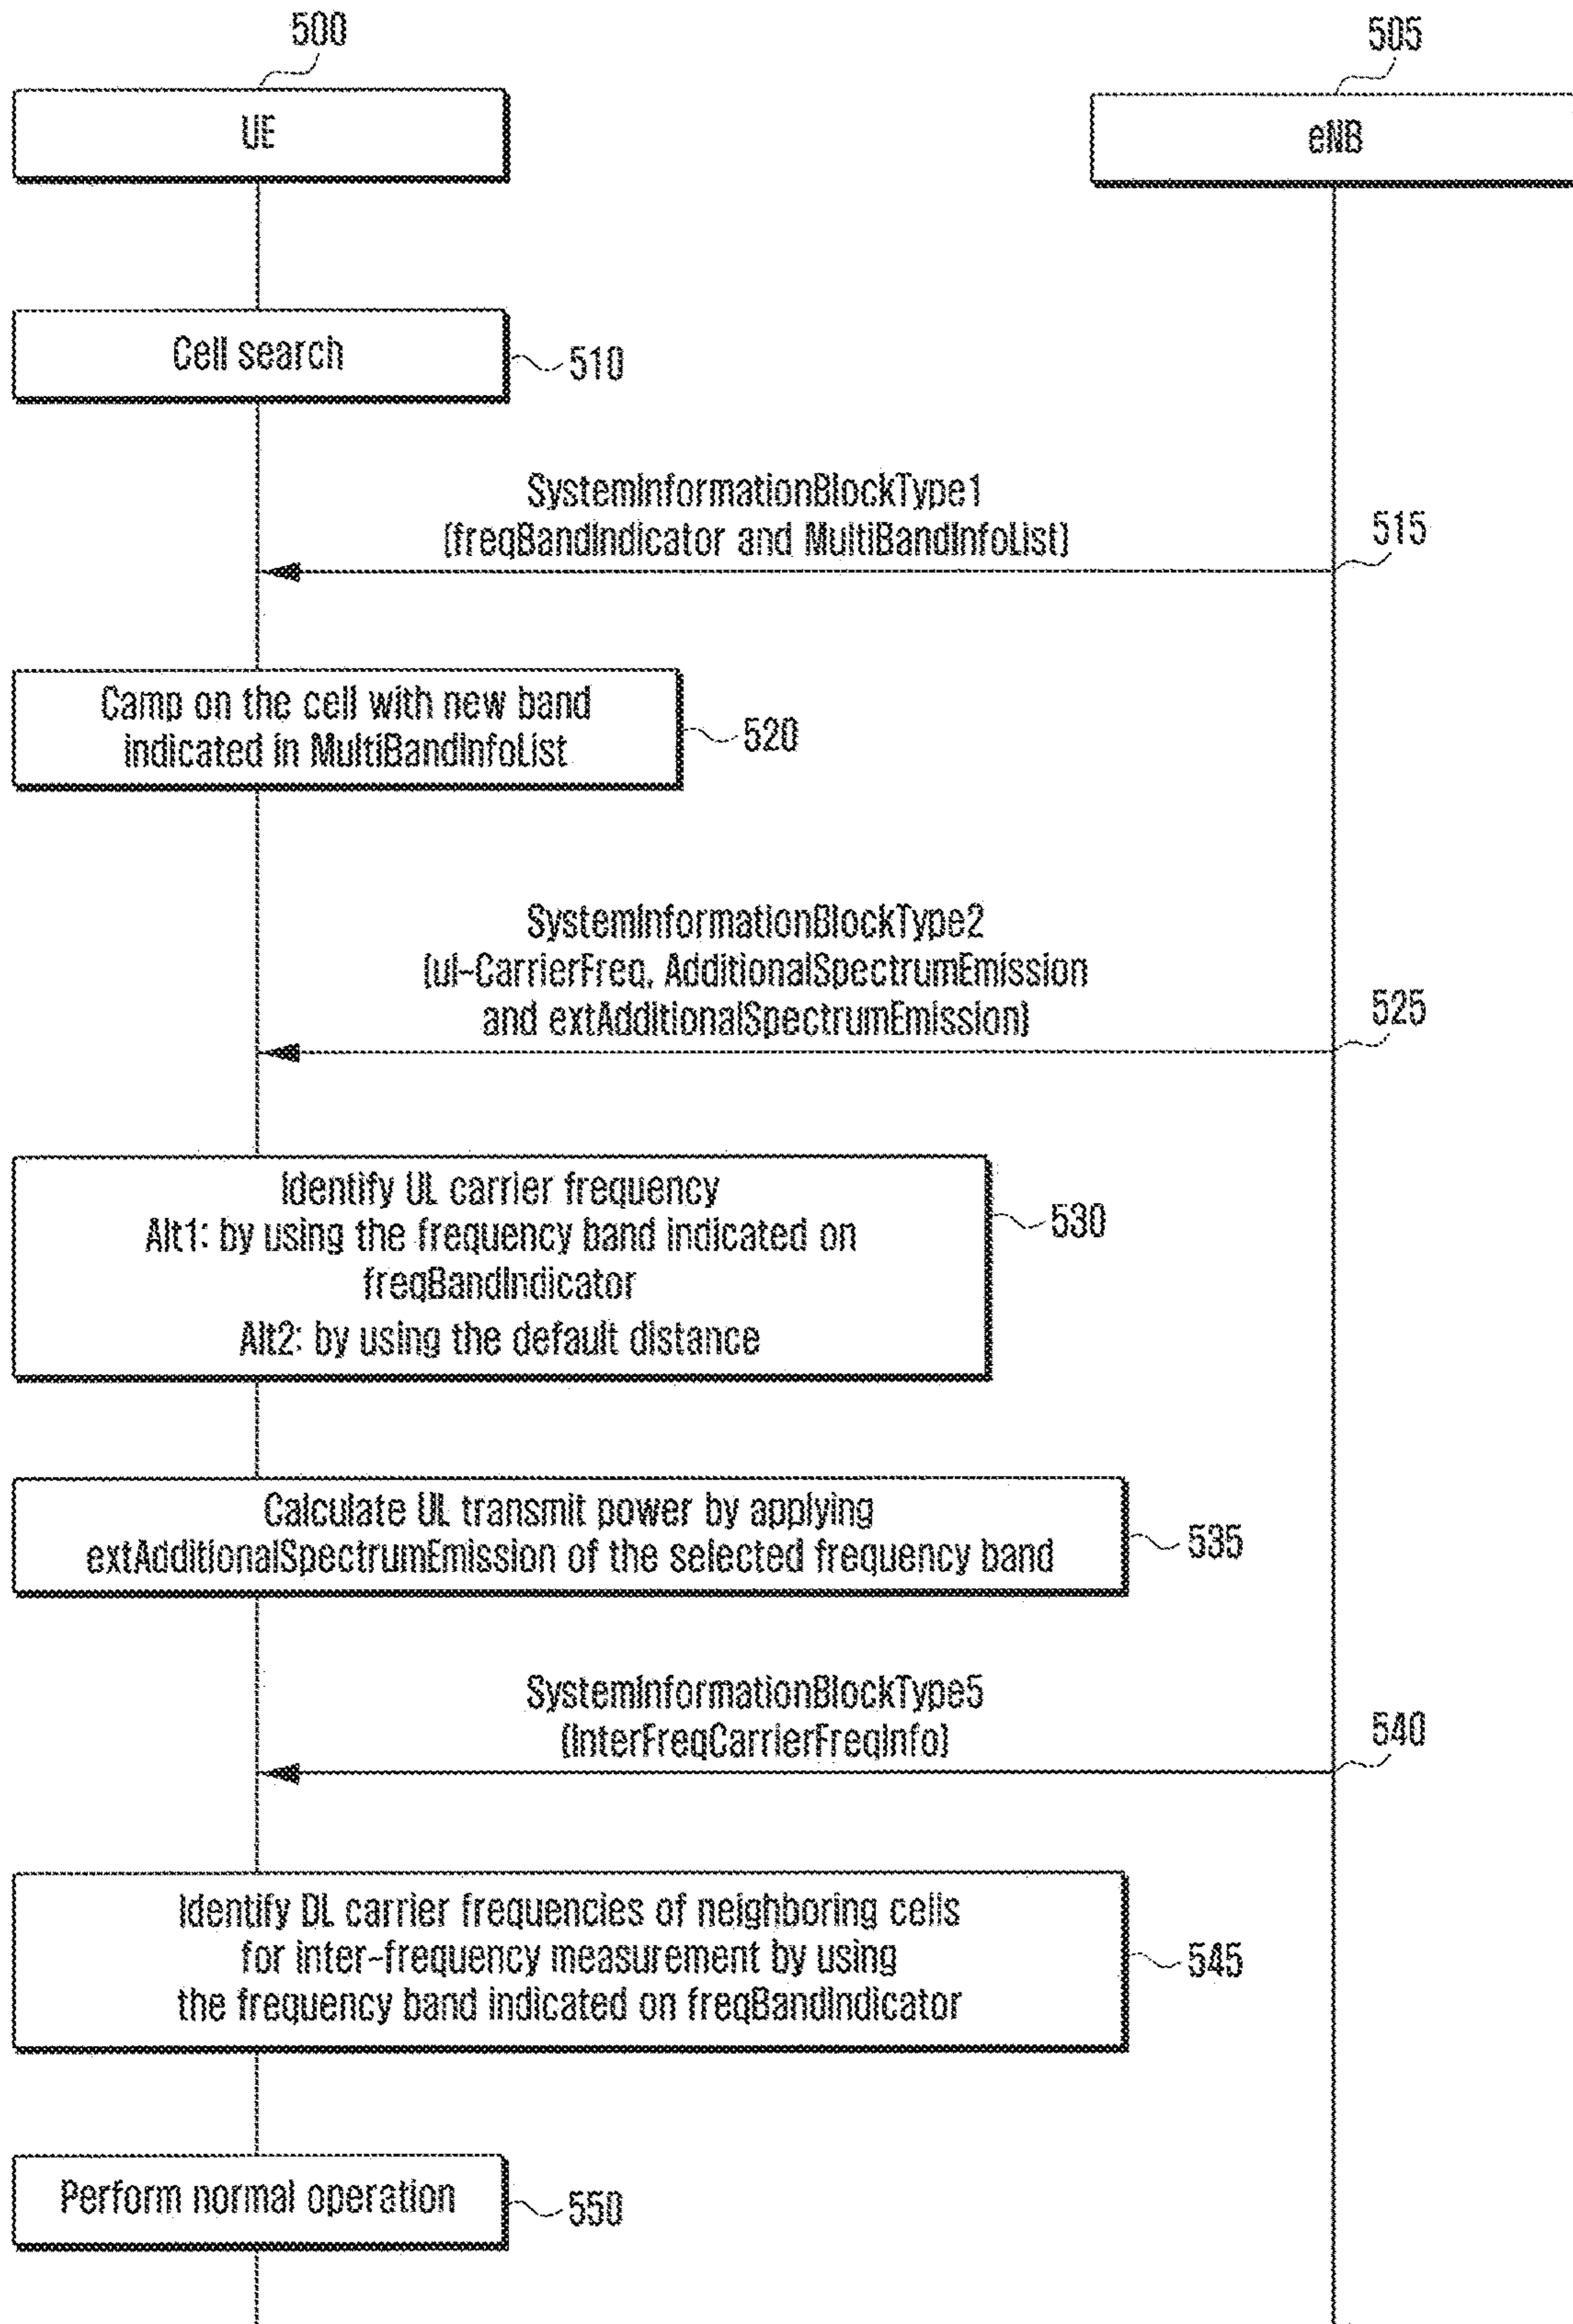 500
505
UE
eNB
Cell search
510
SystemInformationBlockType1
(freqBandIndicator and MultiBandInfoList)
515
Camp on the cell with new band
indicated in MultiBandInfoList
520
SystemInformationBlockType2
(ul-CarrierFreq, AdditionalSpectrumEmission
and extAdditionalSpectrumEmission)
525
Identify UL carrier frequency
Alt1: by using the frequency band indicated on
freqBandIndicator
Alt2: by using the default distance
530
Calculate UL transmit power by applying
extAdditionalSpectrumEmission of the selected frequency band
535
SystemInformationBlockType5
(InterFreqCarrierFreqInfo)
540
Identify DL carrier frequencies of neighboring cells
for inter-frequency measurement by using
the frequency band indicated on freqBandIndicator
545
Perform normal operation
550